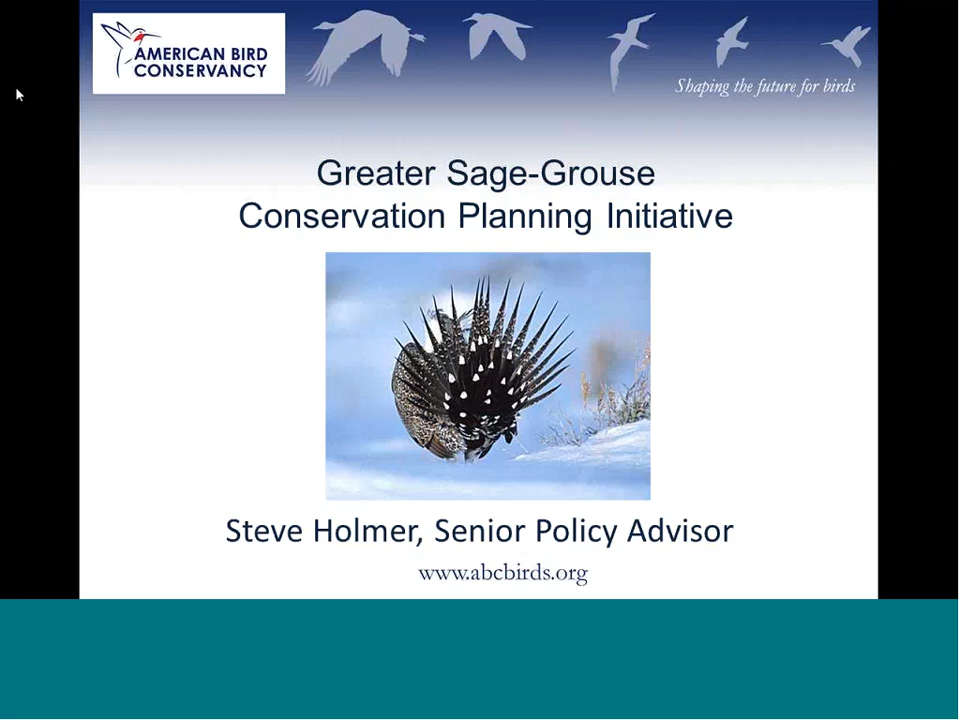 AMERICAN BIRD
CONSERVANCY
Shaping the future for birds
Greater Sage-Grouse
Conservation Planning Initiative
Steve Holmer, Senior Policy Advisor
www.abcbirds.org